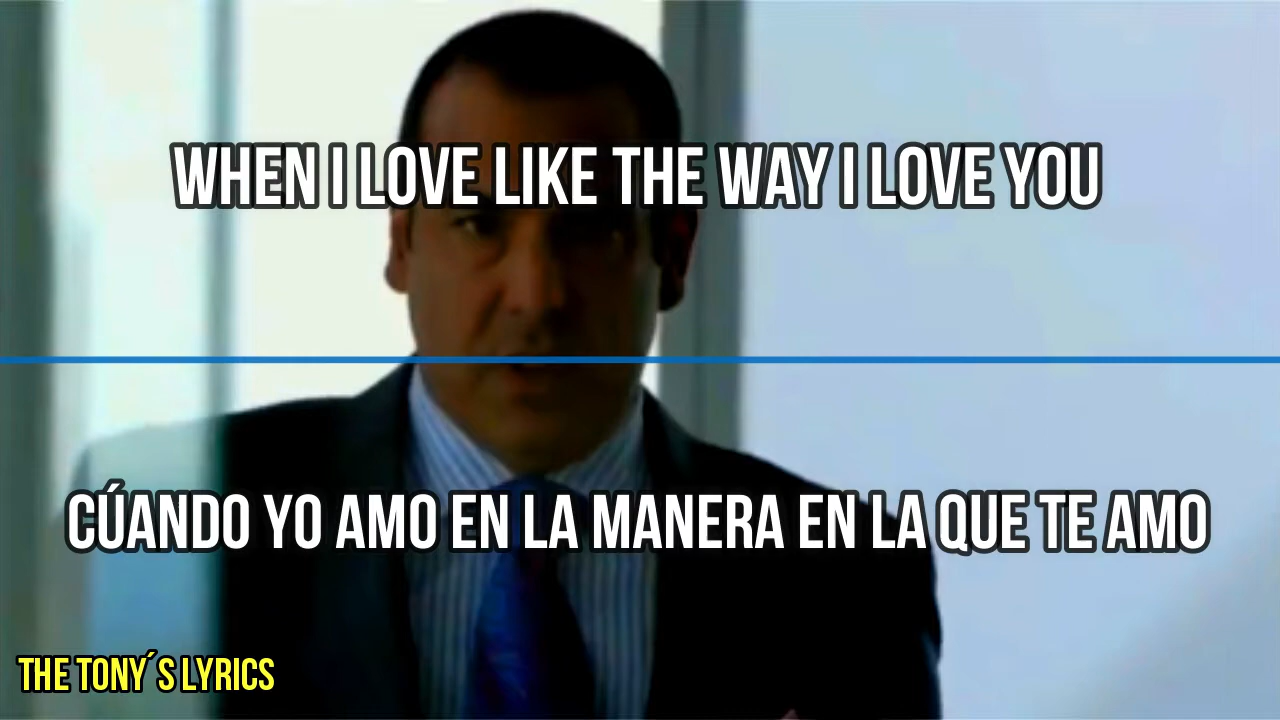 WHEN I LOVE LIKE THE WAY I LOVE YOU
CÚANDO YO AMO EN LA MANERA EN LA QUE TE AMO
THE TONY´S LYRICS